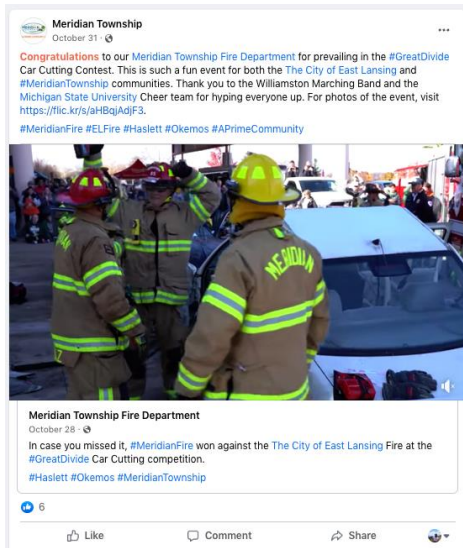 Meridian Township
October 31 ·
Congratulations to our Meridian Township Fire Department for prevailing in the #GreatDivide
Car Cutting Contest. This is such a fun event for both the The City of East Lansing and
#MeridianTownship communities. Thank you to the Williamston Marching Band and the
Michigan State University Cheer team for hyping everyone up. For photos of the event, visit
https://flic.kr/s/aHBqjAdjF3.
#MeridianFire #ELFire #Haslett #Okemos #APrimeCommunity
MERIDIAN
Meridian Township Fire Department
October 28 ·
In case you missed it, #MeridianFire won against the The City of East Lansing Fire at the
#GreatDivide Car Cutting competition.
#Haslett #Okemos #MeridianTownship
6
Like Comment Share